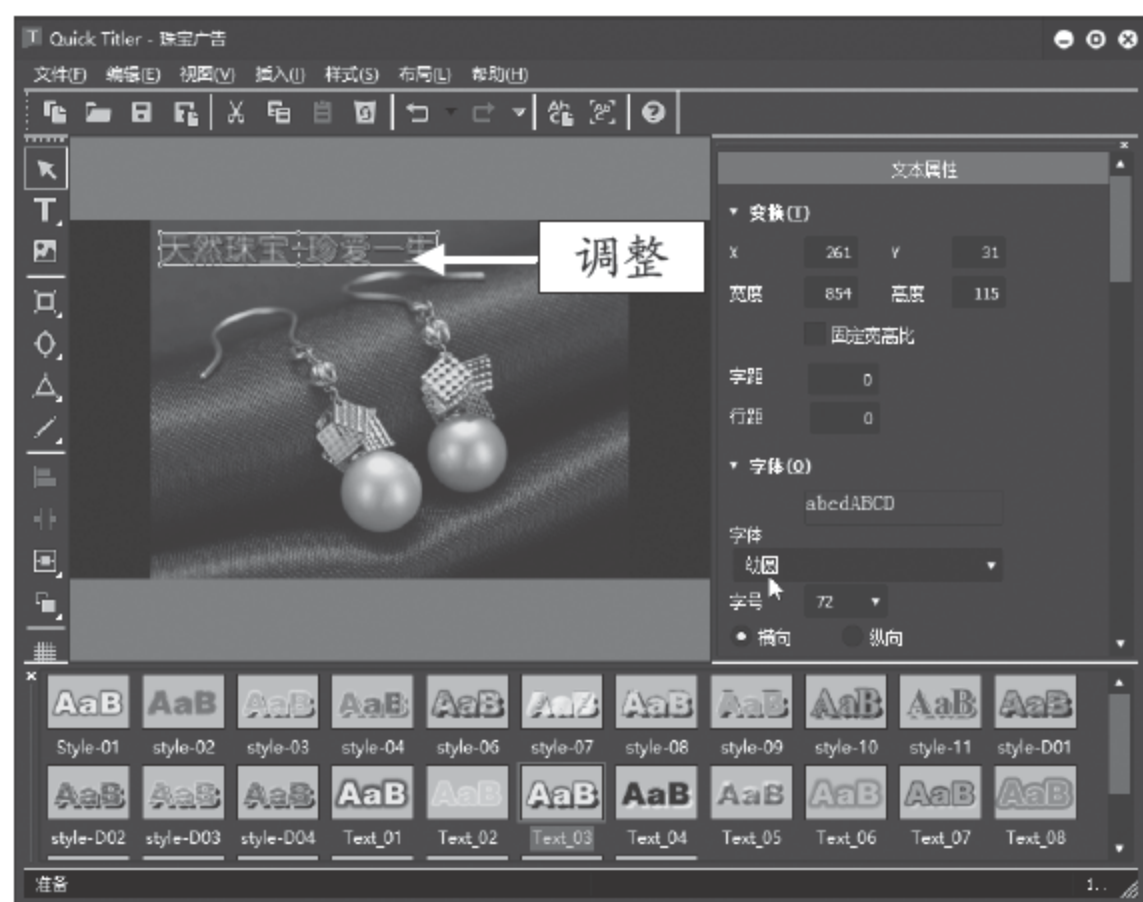 Quick Titler - 珠宝广告
文件(F) 编辑(E) 视图(V) 插入(I) 样式(S) 布局(L) 帮助(H)
文本属性
变换(T)
X 261 Y 31
宽度 854 高度 115
固定宽高比
字距 0
行距 0
字体(O)
abcdABCD
字体
幼圆
字号 72
横向 纵向
天然珠宝 珍爱一生
调整
AaB AaB AaB AaB AaB AaB AaB AaB AaB AaB AaB
Style-01 style-02 style-03 style-04 style-06 style-07 style-08 style-09 style-10 style-11 style-D01
AaB AaB AaB AaB AaB AaB AaB AaB AaB AaB AaB
style-D02 style-D03 style-D04 Text_01 Text_02 Text_03 Text_04 Text_05 Text_06 Text_07 Text_08
准备
1..